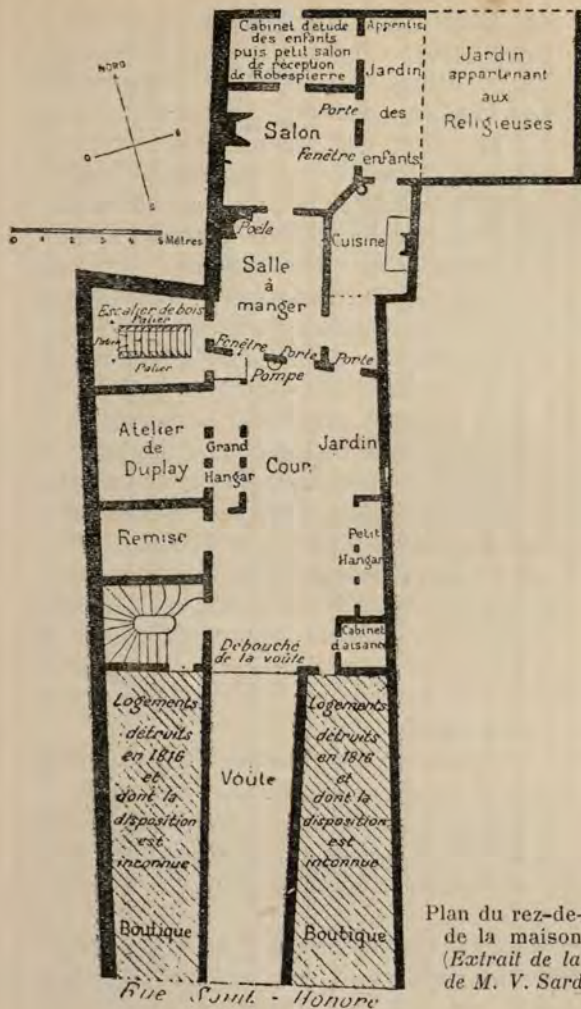 Cabinet d'étude
des enfants
puis petit salon
de réception
de Robespierre
Appentis
Jardin
des
enfants
Jardin
appartenant
aux
Religieuses
NORD
E
O
S
0 1 2 3 4 5 Mètres
Salon
Porte
Fenêtre
Poêle
Cuisine
Salle
à
manger
Escalier de bois
Palier
Palier
Palier
Fenêtre
Porte
Porte
Pompe
Atelier
de
Duplay
Grand
Hangar
Cour
Jardin
Remise
Petit
Hangar
Cabinet
d'aisanc
Débouché
de la voûte
Logements
détruits
en 1816
et
dont la
disposition
est
inconnue
Boutique
Voûte
Logements
détruits
en 1816
et
dont la
disposition
est
inconnue
Boutique
Rue Saint-Honoré
Plan du rez-de-
de la maison
(Extrait de la
de M. V. Sard